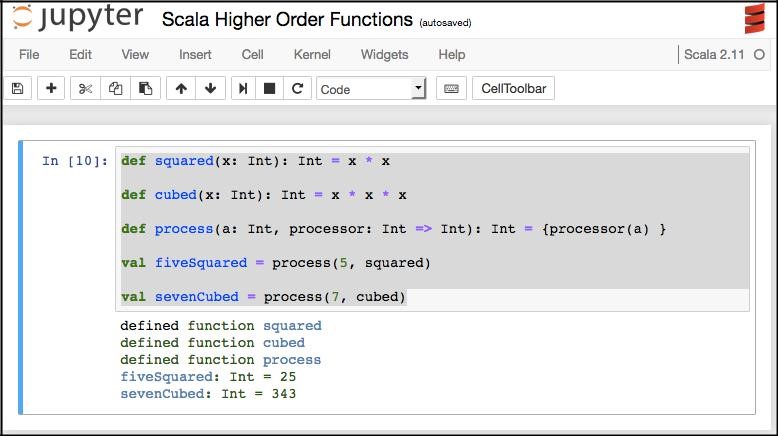 jupyter Scala Higher Order Functions (autosaved)
File Edit View Insert Cell Kernel Widgets Help Scala 2.11
Code CellToolbar
In [10]: def squared(x: Int): Int = x * x
def cubed(x: Int): Int = x * x * x
def process(a: Int, processor: Int => Int): Int = {processor(a) }
val fiveSquared = process(5, squared)
val sevenCubed = process(7, cubed)
defined function squared
defined function cubed
defined function process
fiveSquared: Int = 25
sevenCubed: Int = 343